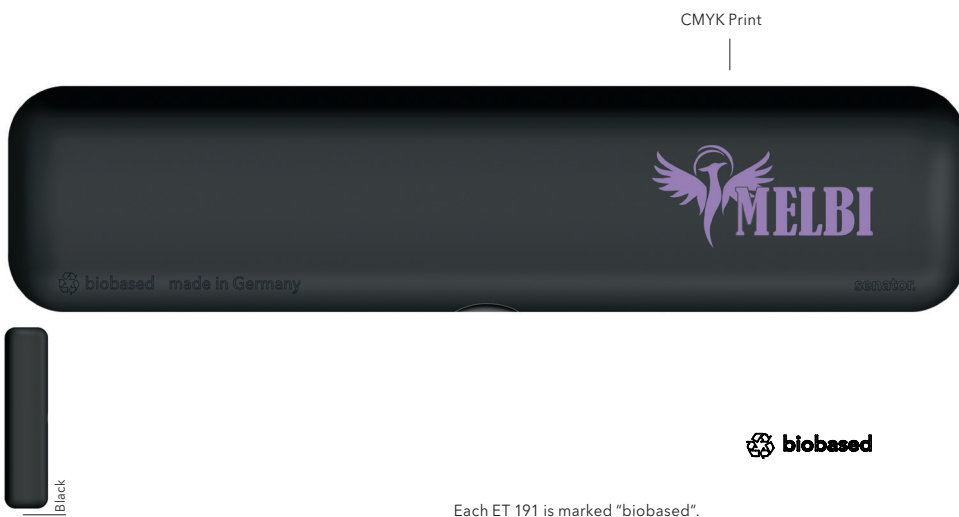 CMYK Print
MELBI
biobased made in Germany
senator.
Black
biobased
Each ET 191 is marked “biobased”.